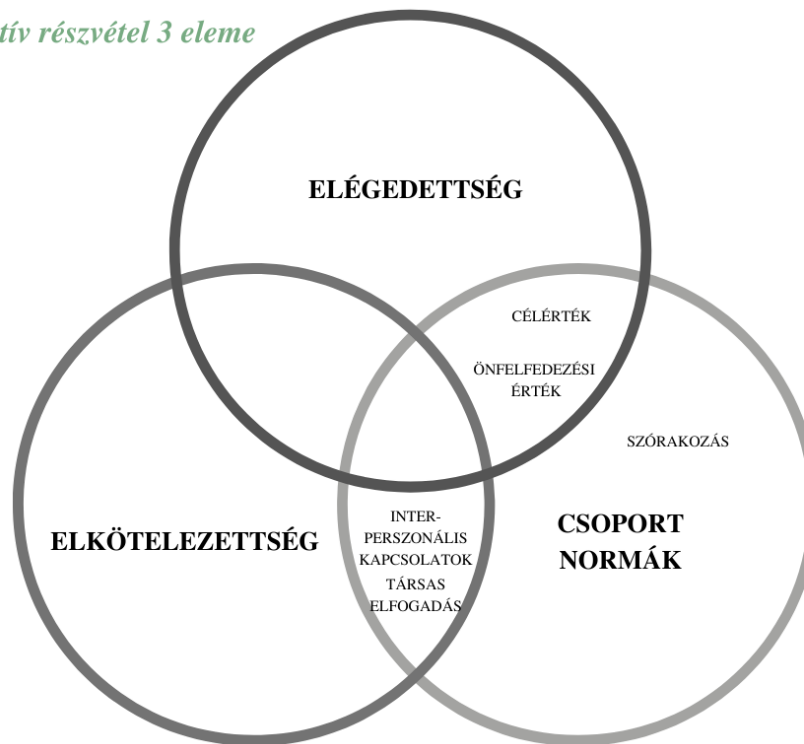 tív részvétel 3 eleme
ELÉGEDETTSÉG
CÉLÉRTÉK
ÖNFELFEDEZÉSI
ÉRTÉK
SZÓRAKOZÁS
ELKÖTELEZETTSÉG
INTER-
PERSZONÁLIS
KAPCSOLATOK
TÁRSAS
ELFOGADÁS
CSOPORT
NORMÁK